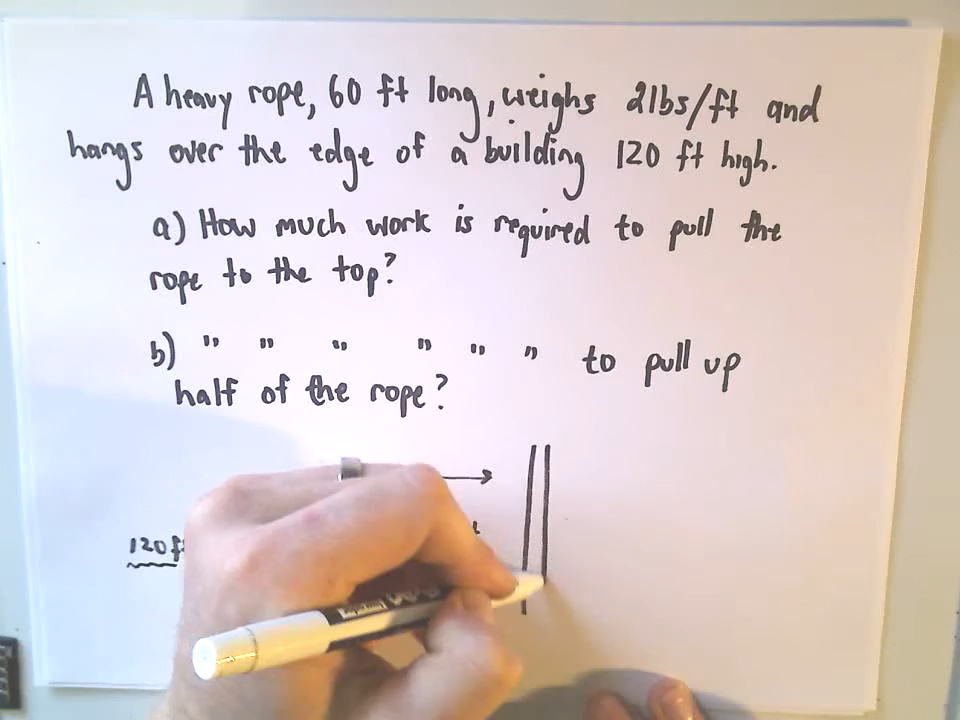 A heavy rope, 60 ft long, weighs 2lbs/ft and
hangs over the edge of a building 120 ft high.
a) How much work is required to pull the
rope to the top?
b) " " " " " " to pull up
half of the rope?
120f